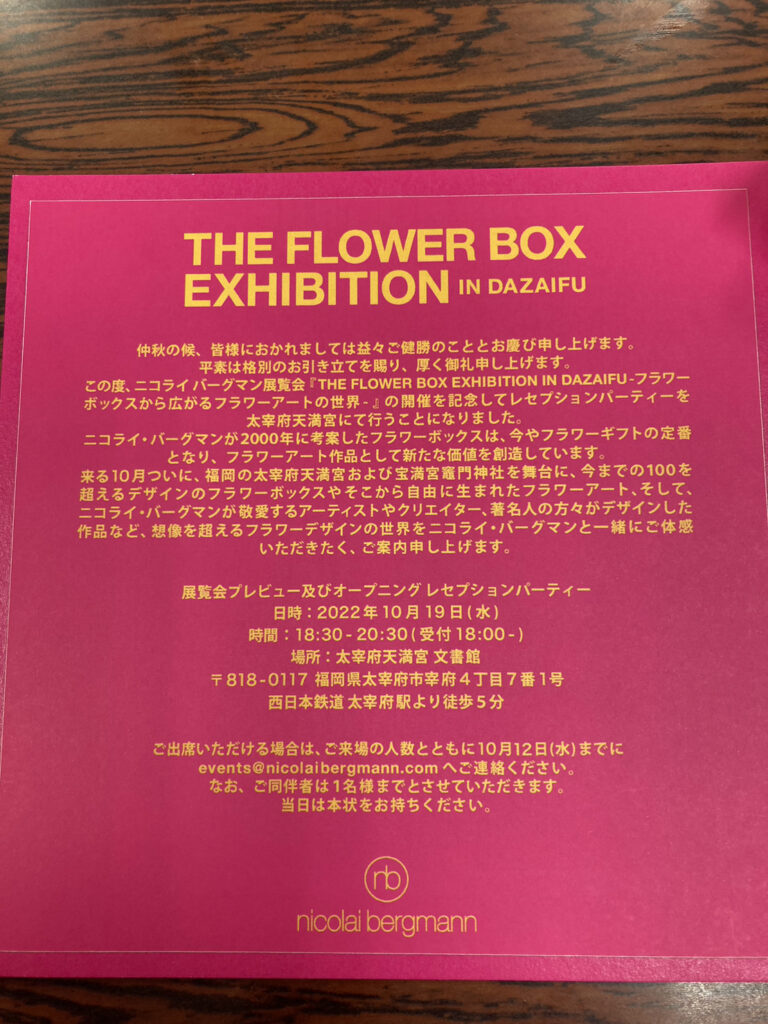 THE FLOWER BOX
EXHIBITION IN DAZAIFU
仲秋の候、皆様におかれましては益々ご健勝のこととお慶び申し上げます。
平素は格別のお引き立てを賜り、厚く御礼申し上げます。
この度、ニコライ バーグマン展覧会『THE FLOWER BOX EXHIBITION IN DAZAIFU-フラワー
ボックスから広がるフラワーアートの世界-』の開催を記念してレセプションパーティーを
太宰府天満宮にて行うことになりました。
ニコライ・バーグマンが2000年に考案したフラワーボックスは、今やフラワーギフトの定番
となり、フラワーアート作品として新たな価値を創造しています。
来る10月ついに、福岡の太宰府天満宮および宝満宮竈門神社を舞台に、今までの100を
超えるデザインのフラワーボックスやそこから自由に生まれたフラワーアート、そして、
ニコライ・バーグマンが敬愛するアーティストやクリエイター、著名人の方々がデザインした
作品など、想像を超えるフラワーデザインの世界をニコライ・バーグマンと一緒にご体感
いただきたく、ご案内申し上げます。
展覧会プレビュー及びオープニング レセプションパーティー
日時：2022年10月19日(水)
時間：18:30-20:30(受付18:00-)
場所：太宰府天満宮 文書館
〒818-0117 福岡県太宰府市宰府4丁目7番1号
西日本鉄道 太宰府駅より徒歩5分
ご出席いただける場合は、ご来場の人数とともに10月12日(水)までに
events@nicolaibergmann.com へご連絡ください。
なお、ご同伴者は1名様までとさせていただきます。
当日は本状をお持ちください。
nb
nicolai bergmann